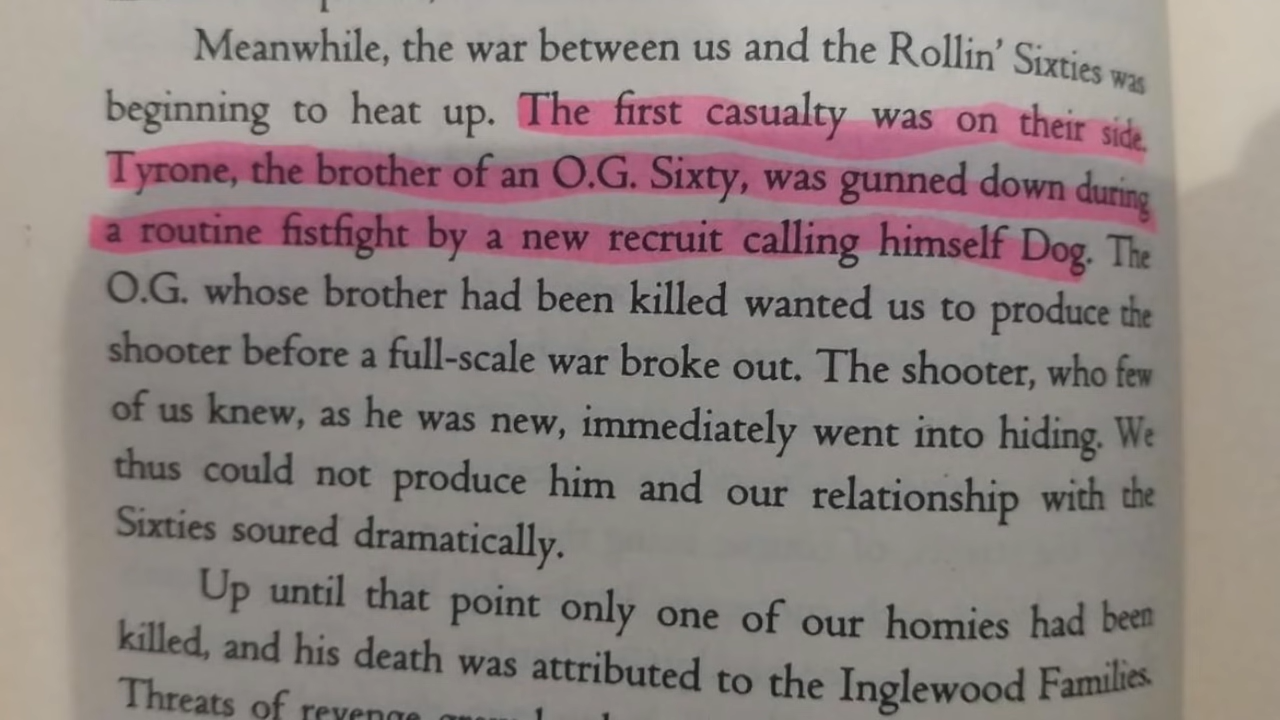 Meanwhile, the war between us and the Rollin' Sixties was
beginning to heat up. The first casualty was on their side.
Tyrone, the brother of an O.G. Sixty, was gunned down during
a routine fistfight by a new recruit calling himself Dog. The
O.G. whose brother had been killed wanted us to produce the
shooter before a full-scale war broke out. The shooter, who few
of us knew, as he was new, immediately went into hiding. We
thus could not produce him and our relationship with the
Sixties soured dramatically.
Up until that point only one of our homies had been
killed, and his death was attributed to the Inglewood Families.
Threats of revenge